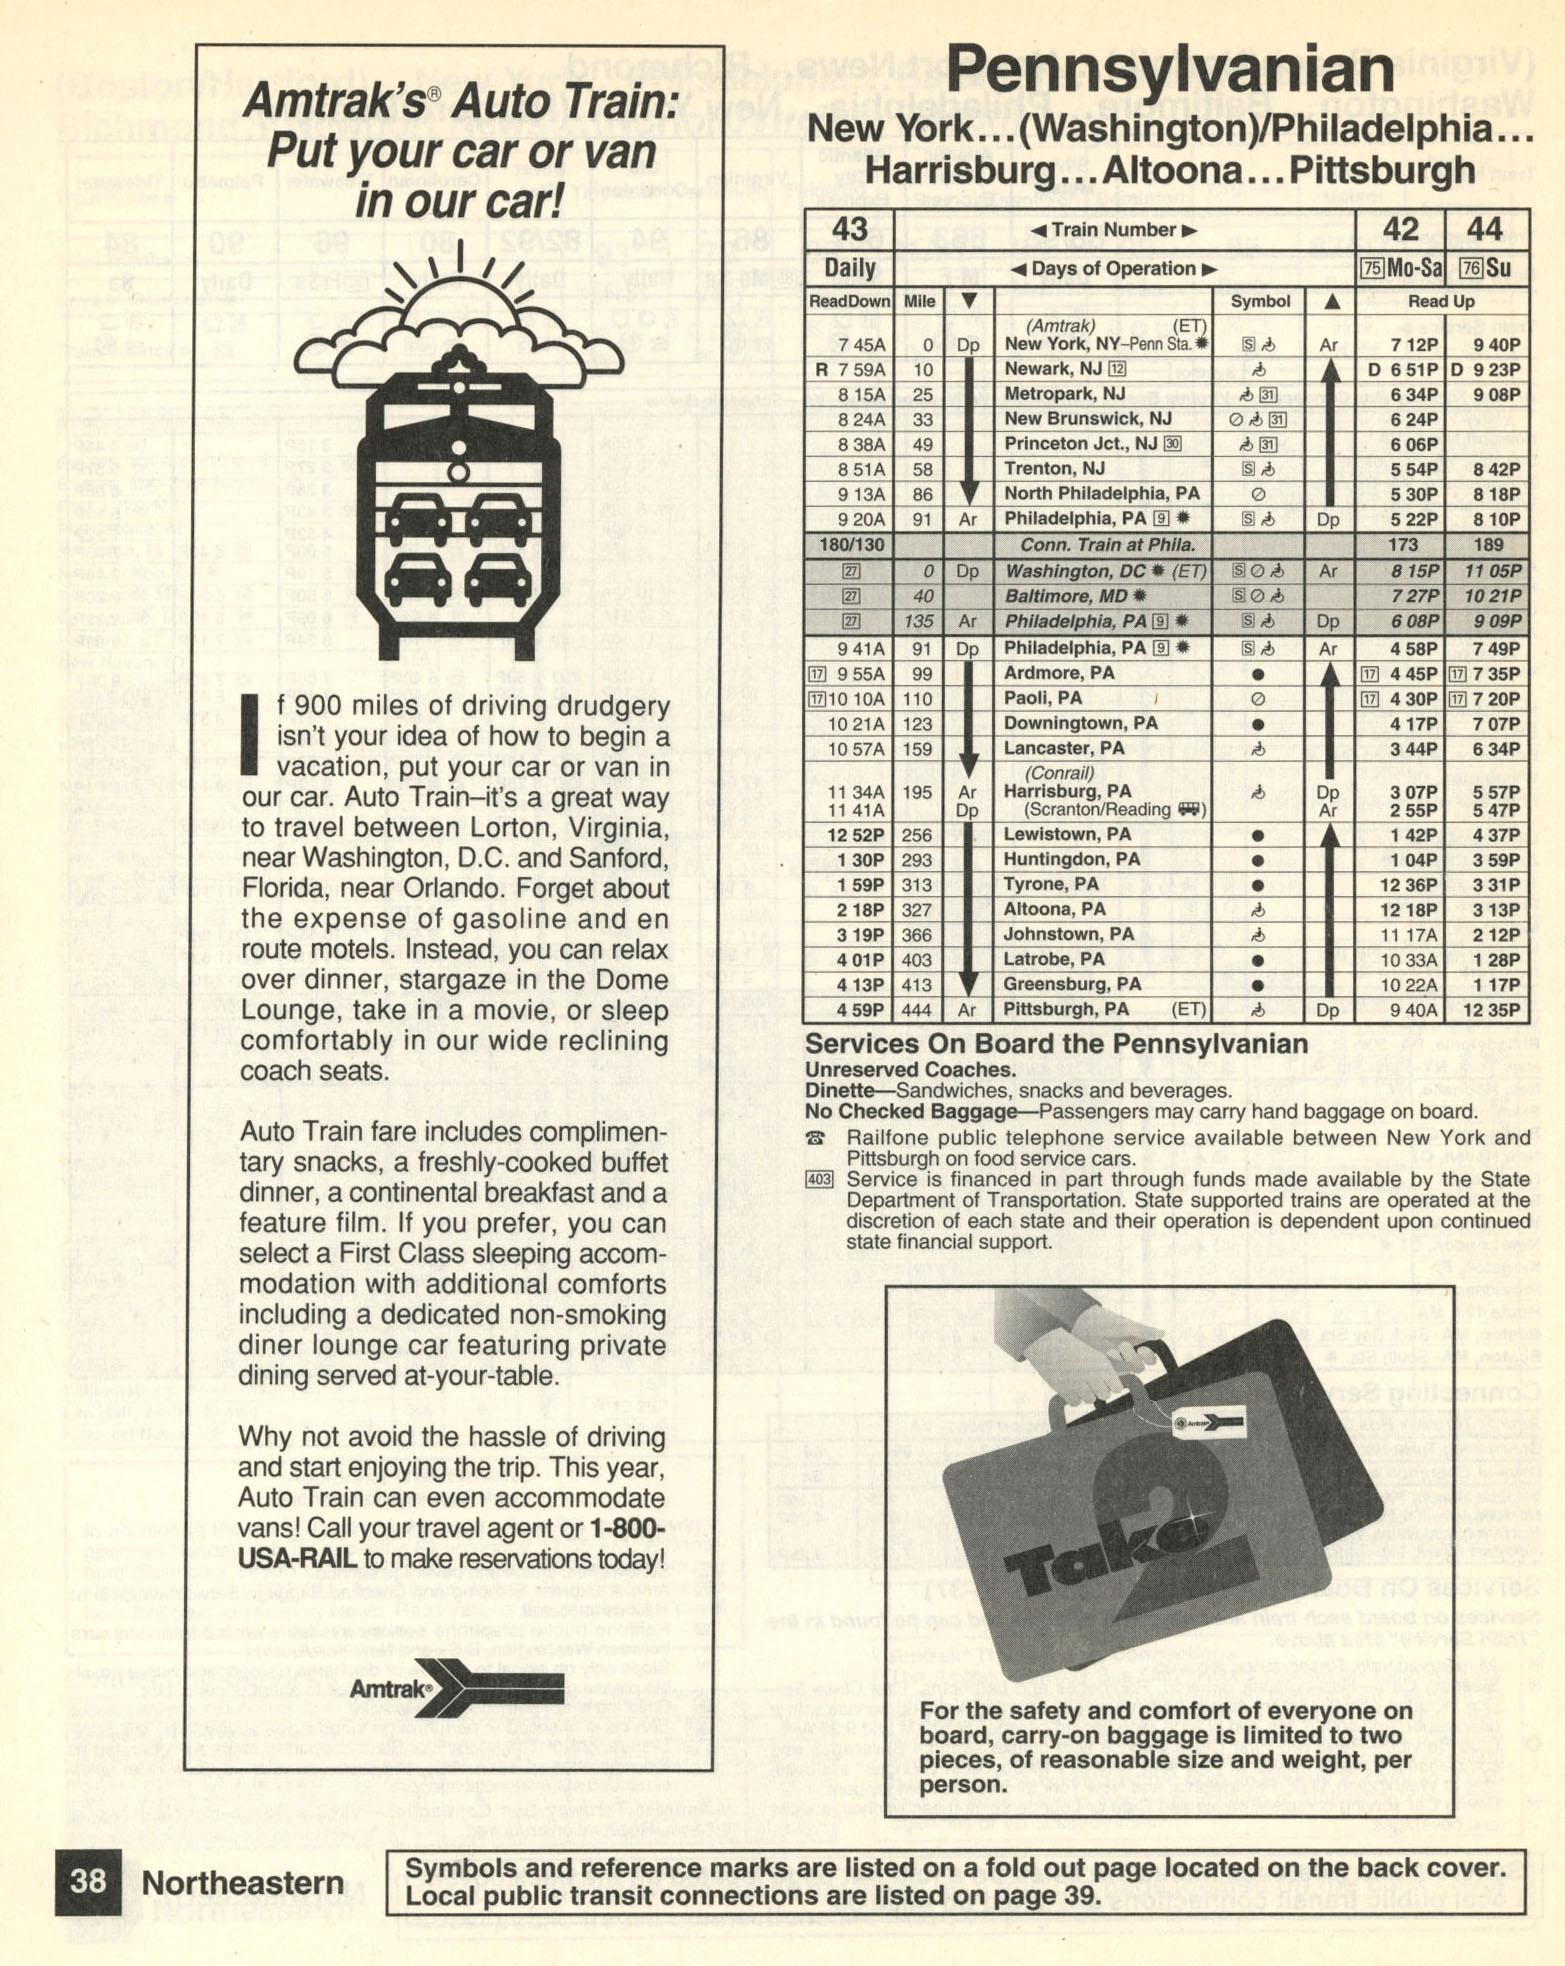 Amtrak's® Auto Train:
Put your car or van
in our car!
If 900 miles of driving drudgery
isn't your idea of how to begin a
vacation, put your car or van in
our car. Auto Train–it's a great way
to travel between Lorton, Virginia,
near Washington, D.C. and Sanford,
Florida, near Orlando. Forget about
the expense of gasoline and en
route motels. Instead, you can relax
over dinner, stargaze in the Dome
Lounge, take in a movie, or sleep
comfortably in our wide reclining
coach seats.
Auto Train fare includes complimen-
tary snacks, a freshly-cooked buffet
dinner, a continental breakfast and a
feature film. If you prefer, you can
select a First Class sleeping accom-
modation with additional comforts
including a dedicated non-smoking
diner lounge car featuring private
dining served at-your-table.
Why not avoid the hassle of driving
and start enjoying the trip. This year,
Auto Train can even accommodate
vans! Call your travel agent or 1-800-
USA-RAIL to make reservations today!
Amtrak®
Pennsylvanian
New York...(Washington)/Philadelphia...
Harrisburg...Altoona...Pittsburgh
43 ◄ Train Number ► 42 44
Daily ◄ Days of Operation ► 75 Mo-Sa 76 Su
Read Down Mile ▼ Symbol ▲ Read Up
(Amtrak) (ET)
7 45A 0 Dp New York, NY–Penn Sta. ✸ S ♿ Ar 7 12P 9 40P
R 7 59A 10 Newark, NJ 12 ♿ D 6 51P D 9 23P
8 15A 25 Metropark, NJ ♿ 31 6 34P 9 08P
8 24A 33 New Brunswick, NJ ⊘ ♿ 31 6 24P
8 38A 49 Princeton Jct., NJ 30 ♿ 31 6 06P
8 51A 58 Trenton, NJ S ♿ 5 54P 8 42P
9 13A 86 North Philadelphia, PA ⊘ 5 30P 8 18P
9 20A 91 Ar Philadelphia, PA 9 ✸ S ♿ Dp 5 22P 8 10P
180/130 Conn. Train at Phila. 173 189
27 0 Dp Washington, DC ✸ (ET) S ⊘ ♿ Ar 8 15P 11 05P
27 40 Baltimore, MD ✸ S ⊘ ♿ 7 27P 10 21P
27 135 Ar Philadelphia, PA 9 ✸ S ♿ Dp 6 08P 9 09P
9 41A 91 Dp Philadelphia, PA 9 ✸ S ♿ Ar 4 58P 7 49P
17 9 55A 99 Ardmore, PA ● 17 4 45P 17 7 35P
17 10 10A 110 Paoli, PA ⊘ 17 4 30P 17 7 20P
10 21A 123 Downingtown, PA ● 4 17P 7 07P
10 57A 159 Lancaster, PA ♿ 3 44P 6 34P
(Conrail)
11 34A 195 Ar Harrisburg, PA ♿ Dp 3 07P 5 57P
11 41A Dp (Scranton/Reading 🚌) Ar 2 55P 5 47P
12 52P 256 Lewistown, PA ● 1 42P 4 37P
1 30P 293 Huntingdon, PA ● 1 04P 3 59P
1 59P 313 Tyrone, PA ● 12 36P 3 31P
2 18P 327 Altoona, PA ♿ 12 18P 3 13P
3 19P 366 Johnstown, PA ♿ 11 17A 2 12P
4 01P 403 Latrobe, PA ● 10 33A 1 28P
4 13P 413 Greensburg, PA ● 10 22A 1 17P
4 59P 444 Ar Pittsburgh, PA (ET) ♿ Dp 9 40A 12 35P
Services On Board the Pennsylvanian
Unreserved Coaches.
Dinette—Sandwiches, snacks and beverages.
No Checked Baggage—Passengers may carry hand baggage on board.
☎ Railfone public telephone service available between New York and
Pittsburgh on food service cars.
403 Service is financed in part through funds made available by the State
Department of Transportation. State supported trains are operated at the
discretion of each state and their operation is dependent upon continued
state financial support.
Amtrak
Take 2
For the safety and comfort of everyone on
board, carry-on baggage is limited to two
pieces, of reasonable size and weight, per
person.
38 Northeastern
Symbols and reference marks are listed on a fold out page located on the back cover.
Local public transit connections are listed on page 39.